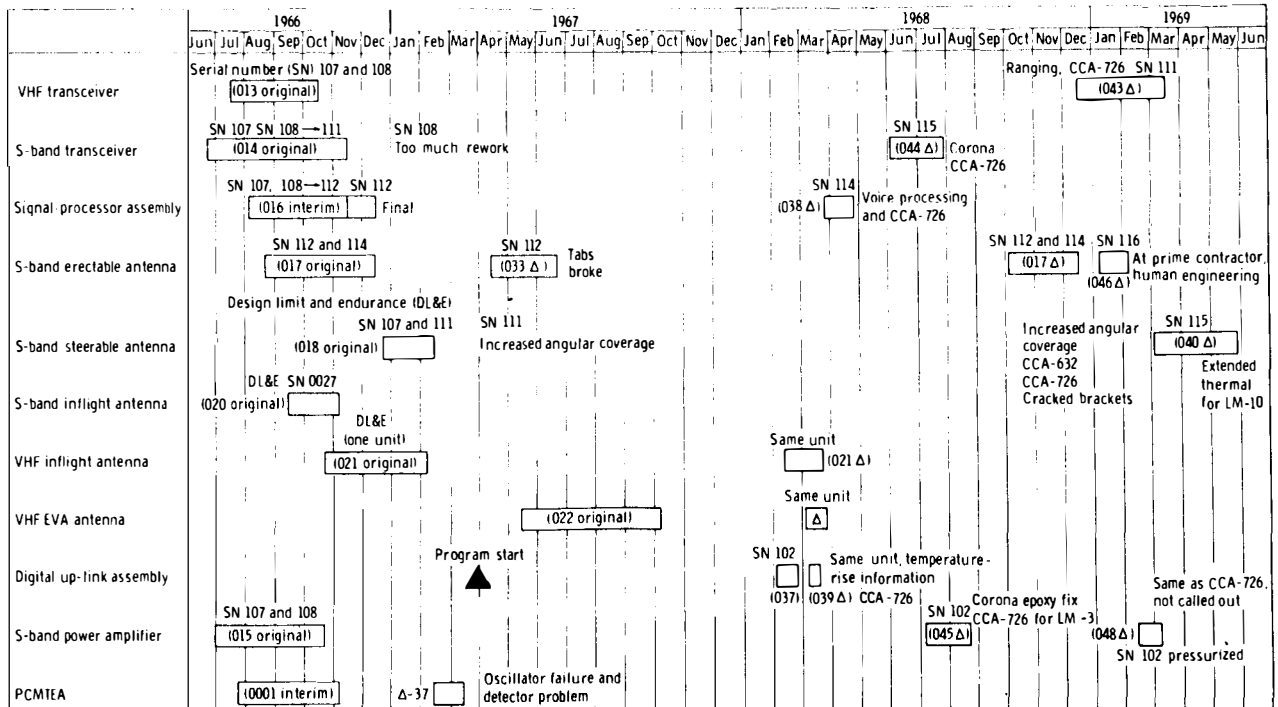 1966 1967 1968 1969
Jun Jul Aug Sep Oct Nov Dec Jan Feb Mar Apr May Jun Jul Aug Sep Oct Nov Dec Jan Feb Mar Apr May Jun Jul Aug Sep Oct Nov Dec Jan Feb Mar Apr May Jun
Serial number (SN) 107 and 108
Ranging, CCA-726 SN 111
VHF transceiver
(013 original)
(043 Δ)
SN 107 SN 108 → 111
SN 108
Too much rework
SN 115
S-band transceiver
(014 original)
(044 Δ)
Corona
CCA-726
SN 107, 108 → 112 SN 112
SN 114
Signal processor assembly
(016 interim)
Final
(038 Δ)
Voice processing
and CCA-726
SN 112 and 114
SN 112
SN 112 and 114
SN 116
S-band erectable antenna
(017 original)
(033 Δ)
Tabs
broke
(017 Δ)
(046 Δ)
At prime contractor,
human engineering
Design limit and endurance (DL&E)
SN 107 and 111
SN 111
SN 115
S-band steerable antenna
(018 original)
Increased angular coverage
Increased angular
coverage
CCA-632
CCA-726
Cracked brackets
(040 Δ)
Extended
thermal
for LM-10
DL&E SN 0027
S-band inflight antenna
(020 original)
DL&E
(one unit)
Same unit
VHF inflight antenna
(021 original)
(021 Δ)
Same unit
VHF EVA antenna
(022 original)
Δ
Program start
SN 102
Digital up-link assembly
(037)
Same unit, temperature-
rise information
(039 Δ) CCA-726
Same as CCA-726,
not called out
SN 107 and 108
SN 102
Corona epoxy fix
CCA-726 for LM-3
S-band power amplifier
(015 original)
(045 Δ)
(048 Δ)
SN 102 pressurized
PCMTEA
(0001 interim)
Δ-37
Oscillator failure and
detector problem